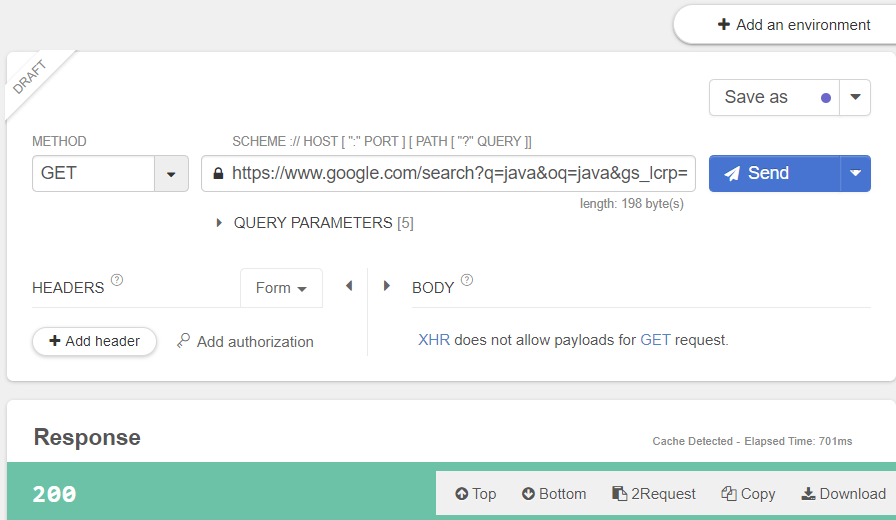 Add an environment
DRAFT
Save as
METHOD
SCHEME :// HOST [ ":" PORT ] [ PATH [ "?" QUERY ]]
GET
https://www.google.com/search?q=java&oq=java&gs_lcrp=
Send
length: 198 byte(s)
QUERY PARAMETERS [5]
HEADERS ?
Form
BODY ?
Add header
Add authorization
XHR does not allow payloads for GET request.
Response
Cache Detected - Elapsed Time: 701ms
200
Top
Bottom
2Request
Copy
Download